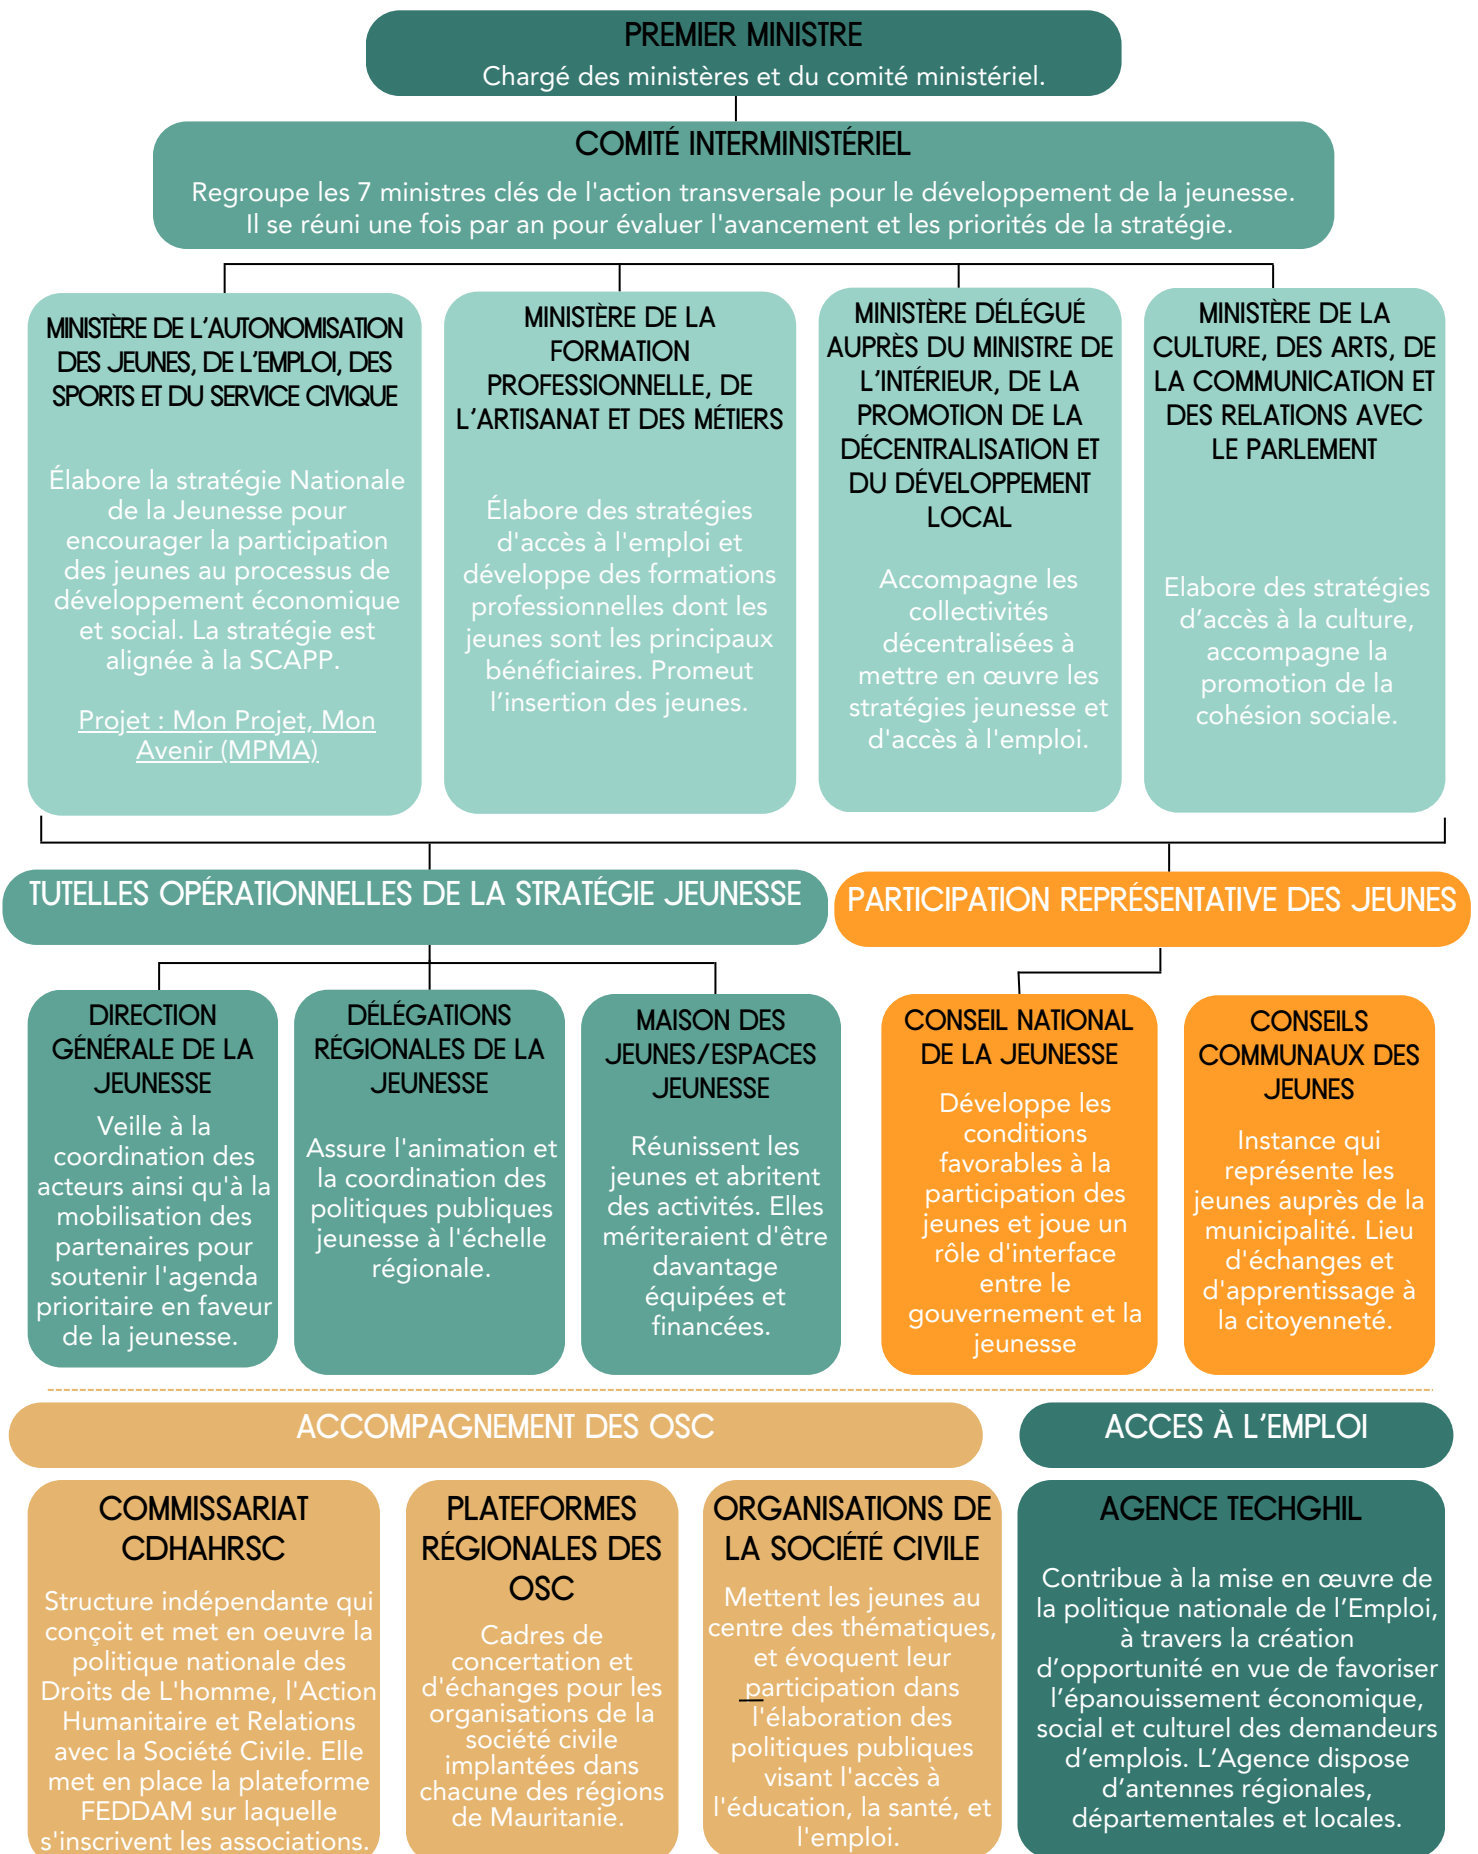 PREMIER MINISTRE
Chargé des ministères et du comité ministériel.
COMITÉ INTERMINISTÉRIEL
Regroupe les 7 ministres clés de l'action transversale pour le développement de la jeunesse.
Il se réuni une fois par an pour évaluer l'avancement et les priorités de la stratégie.
MINISTÈRE DE L'AUTONOMISATION
DES JEUNES, DE L'EMPLOI, DES
SPORTS ET DU SERVICE CIVIQUE
Élabore la stratégie Nationale
de la Jeunesse pour
encourager la participation
des jeunes au processus de
développement économique
et social. La stratégie est
alignée à la SCAPP.
Projet : Mon Projet, Mon
Avenir (MPMA)
MINISTÈRE DE LA
FORMATION
PROFESSIONNELLE, DE
L'ARTISANAT ET DES MÉTIERS
Élabore des stratégies
d'accès à l'emploi et
développe des formations
professionnelles dont les
jeunes sont les principaux
bénéficiaires. Promeut
l'insertion des jeunes.
MINISTÈRE DÉLÉGUÉ
AUPRÈS DU MINISTRE DE
L'INTÉRIEUR, DE LA
PROMOTION DE LA
DÉCENTRALISATION ET
DU DÉVELOPPEMENT
LOCAL
Accompagne les
collectivités
décentralisées à
mettre en œuvre les
stratégies jeunesse et
d'accès à l'emploi.
MINISTÈRE DE LA
CULTURE, DES ARTS, DE
LA COMMUNICATION ET
DES RELATIONS AVEC
LE PARLEMENT
Elabore des stratégies
d'accès à la culture,
accompagne la
promotion de la
cohésion sociale.
TUTELLES OPÉRATIONNELLES DE LA STRATÉGIE JEUNESSE
PARTICIPATION REPRÉSENTATIVE DES JEUNES
DIRECTION
GÉNÉRALE DE LA
JEUNESSE
Veille à la
coordination des
acteurs ainsi qu'à la
mobilisation des
partenaires pour
soutenir l'agenda
prioritaire en faveur
de la jeunesse.
DÉLÉGATIONS
RÉGIONALES DE LA
JEUNESSE
Assure l'animation et
la coordination des
politiques publiques
jeunesse à l'échelle
régionale.
MAISON DES
JEUNES/ESPACES
JEUNESSE
Réunissent les
jeunes et abritent
des activités. Elles
mériteraient d'être
davantage
équipées et
financées.
CONSEIL NATIONAL
DE LA JEUNESSE
Développe les
conditions
favorables à la
participation des
jeunes et joue un
rôle d'interface
entre le
gouvernement et la
jeunesse
CONSEILS
COMMUNAUX DES
JEUNES
Instance qui
représente les
jeunes auprès de la
municipalité. Lieu
d'échanges et
d'apprentissage à
la citoyenneté.
ACCOMPAGNEMENT DES OSC
ACCES À L'EMPLOI
COMMISSARIAT
CDHAHRSC
Structure indépendante qui
conçoit et met en oeuvre la
politique nationale des
Droits de L'homme, l'Action
Humanitaire et Relations
avec la Société Civile. Elle
met en place la plateforme
FEDDAM sur laquelle
s'inscrivent les associations.
PLATEFORMES
RÉGIONALES DES
OSC
Cadres de
concertation et
d'échanges pour les
organisations de la
société civile
implantées dans
chacune des régions
de Mauritanie.
ORGANISATIONS DE
LA SOCIÉTÉ CIVILE
Mettent les jeunes au
centre des thématiques,
et évoquent leur
participation dans
l'élaboration des
politiques publiques
visant l'accès à
l'éducation, la santé, et
l'emploi.
AGENCE TECHGHIL
Contribue à la mise en œuvre de
la politique nationale de l'Emploi,
à travers la création
d'opportunité en vue de favoriser
l'épanouissement économique,
social et culturel des demandeurs
d'emplois. L'Agence dispose
d'antennes régionales,
départementales et locales.